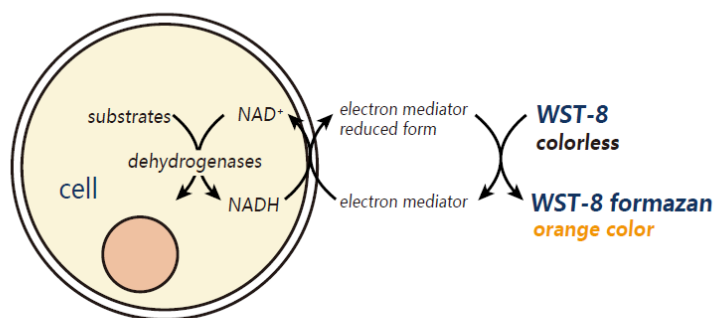 substrates
NAD⁺
dehydrogenases
NADH
cell
electron mediator
reduced form
electron mediator
WST-8
colorless
WST-8 formazan
orange color